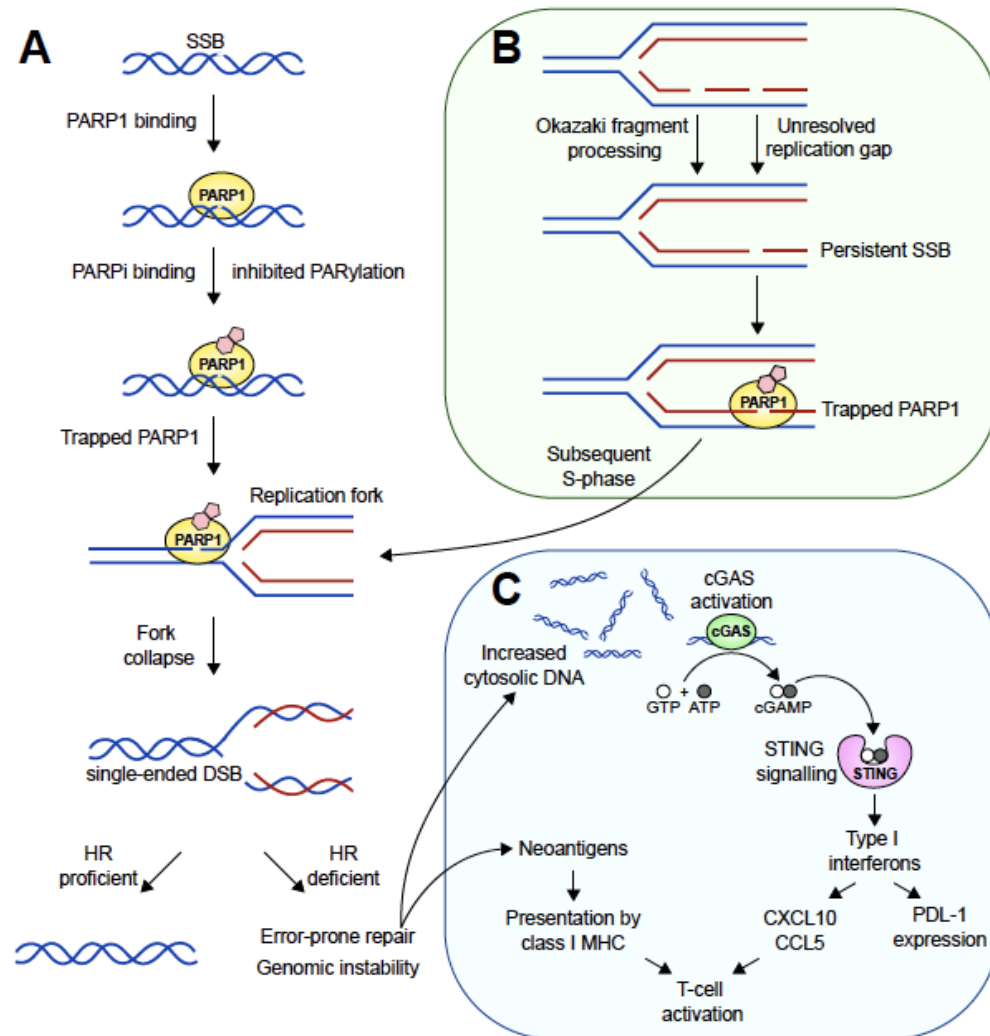 A
SSB
PARP1 binding
PARP1
PARPi binding
inhibited PARylation
PARP1
Trapped PARP1
Replication fork
PARP1
Fork
collapse
single-ended DSB
HR
proficient
HR
deficient
Error-prone repair
Genomic instability
B
Okazaki fragment
processing
Unresolved
replication gap
Persistent SSB
PARP1
Trapped PARP1
Subsequent
S-phase
C
cGAS
activation
cGAS
Increased
cytosolic DNA
GTP + ATP
cGAMP
STING
signalling
STING
Type I
interferons
Neoantigens
Presentation by
class I MHC
CXCL10
CCL5
PDL-1
expression
T-cell
activation